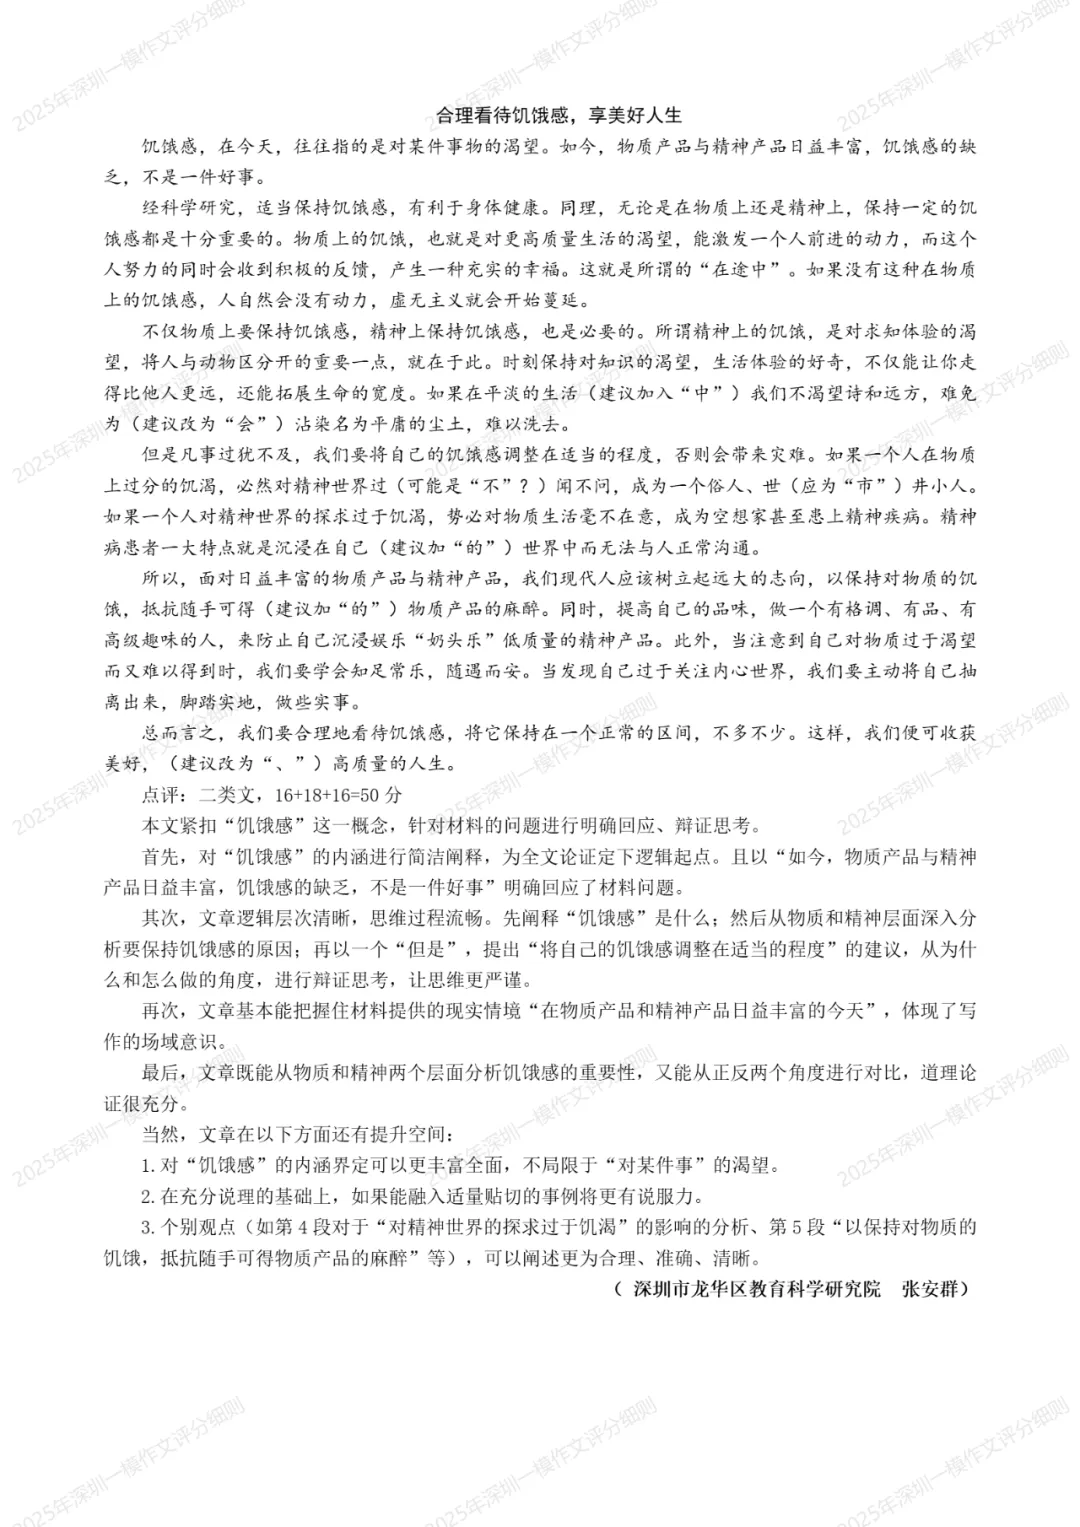 合理看待饥饿感，享美好人生
饥饿感，在今天，往往指的是对某件事物的渴望。如今，物质产品与精神产品日益丰富，饥饿感的缺
乏，不是一件好事。
经科学研究，适当保持饥饿感，有利于身体健康。同理，无论是在物质上还是精神上，保持一定的饥
饿感都是十分重要的。物质上的饥饿，也就是对更高质量生活的渴望，能激发一个人前进的动力，而这个
人努力的同时会收到积极的反馈，产生一种充实的幸福。这就是所谓的“在途中”。如果没有这种在物质
上的饥饿感，人自然会没有动力，虚无主义就会开始蔓延。
不仅物质上要保持饥饿感，精神上保持饥饿感，也是必要的。所谓精神上的饥饿，是对求知体验的渴
望，将人与动物区分开的重要一点，就在于此。时刻保持对知识的渴望，生活体验的好奇，不仅能让你走
得比他人更远，还能拓展生命的宽度。如果在平淡的生活（建议加入“中”）我们不渴望诗和远方，难免
为（建议改为“会”）沾染名为平庸的尘土，难以洗去。
但是凡事过犹不及，我们要将自己的饥饿感调整在适当的程度，否则会带来灾难。如果一个人在物质
上过分的饥渴，必然对精神世界过（可能是“不”？）闻不问，成为一个俗人、世（应为“市”）井小人。
如果一个人对精神世界的探求过于饥渴，势必对物质生活毫不在意，成为空想家甚至患上精神疾病。精神
病患者一大特点就是沉浸在自己（建议加“的”）世界中而无法与人正常沟通。
所以，面对日益丰富的物质产品与精神产品，我们现代人应该树立起远大的志向，以保持对物质的饥
饿，抵抗随手可得（建议加“的”）物质产品的麻醉。同时，提高自己的品味，做一个有格调、有品、有
高级趣味的人，来防止自己沉浸娱乐“奶头乐”低质量的精神产品。此外，当注意到自己对物质过于渴望
而又难以得到时，我们要学会知足常乐，随遇而安。当发现自己过于关注内心世界，我们要主动将自己抽
离出来，脚踏实地，做些实事。
总而言之，我们要合理地看待饥饿感，将它保持在一个正常的区间，不多不少。这样，我们便可收获
美好，（建议改为“、”）高质量的人生。
点评：二类文，16+18+16=50 分
本文紧扣“饥饿感”这一概念，针对材料的问题进行明确回应、辩证思考。
首先，对“饥饿感”的内涵进行简洁阐释，为全文论证定下逻辑起点。且以“如今，物质产品与精神
产品日益丰富，饥饿感的缺乏，不是一件好事”明确回应了材料问题。
其次，文章逻辑层次清晰，思维过程流畅。先阐释“饥饿感”是什么；然后从物质和精神层面深入分
析要保持饥饿感的原因；再以一个“但是”，提出“将自己的饥饿感调整在适当的程度”的建议，从为什
么和怎么做的角度，进行辩证思考，让思维更严谨。
再次，文章基本能把握住材料提供的现实情境“在物质产品和精神产品日益丰富的今天”，体现了写
作的场域意识。
最后，文章既能从物质和精神两个层面分析饥饿感的重要性，又能从正反两个角度进行对比，道理论
证很充分。
当然，文章在以下方面还有提升空间：
1.对“饥饿感”的内涵界定可以更丰富全面，不局限于“对某件事”的渴望。
2.在充分说理的基础上，如果能融入适量贴切的事例将更有说服力。
3.个别观点（如第 4 段对于“对精神世界的探求过于饥渴”的影响的分析、第 5 段“以保持对物质的
饥饿，抵抗随手可得物质产品的麻醉”等），可以阐述更为合理、准确、清晰。
（ 深圳市龙华区教育科学研究院 张安群）
2025年深圳一模作文评分细则